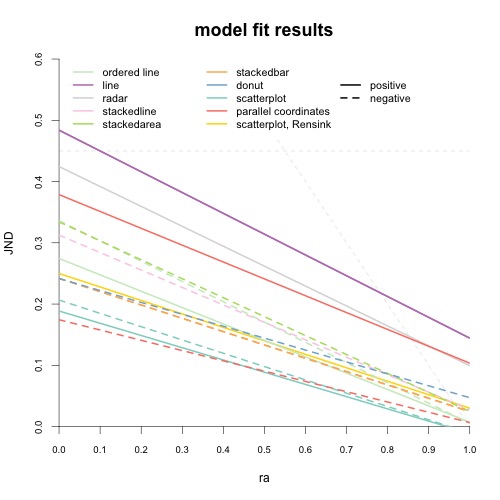 model fit results
ordered line
line
radar
stackedline
stackedarea
stackedbar
donut
scatterplot
parallel coordinates
scatterplot, Rensink
positive
negative
JND
0.6
0.5
0.4
0.3
0.2
0.1
0.0
0.0 0.1 0.2 0.3 0.4 0.5 0.6 0.7 0.8 0.9 1.0
ra